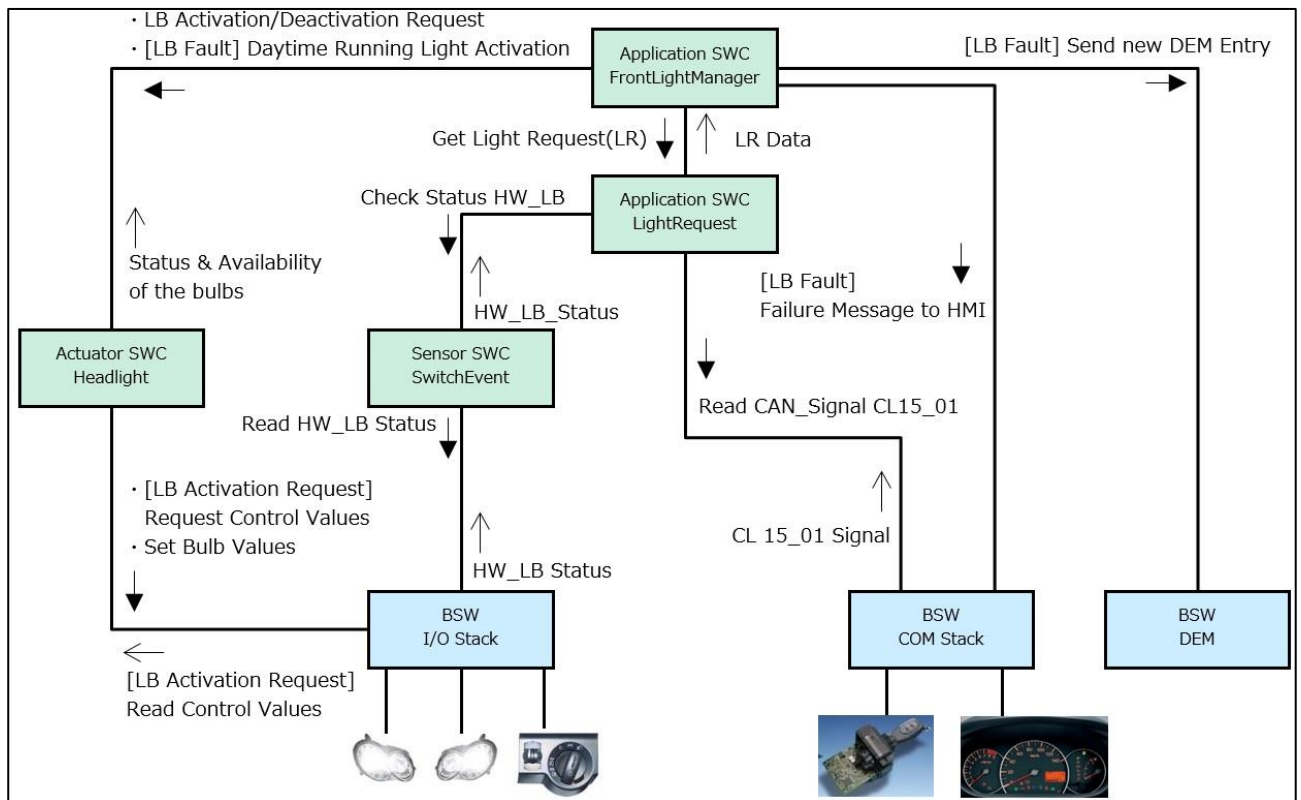 · LB Activation/Deactivation Request
· [LB Fault] Daytime Running Light Activation
Application SWC
FrontLightManager
[LB Fault] Send new DEM Entry
Get Light Request(LR)
LR Data
Check Status HW_LB
Application SWC
LightRequest
Status & Availability
of the bulbs
HW_LB_Status
[LB Fault]
Failure Message to HMI
Actuator SWC
Headlight
Sensor SWC
SwitchEvent
Read HW_LB Status
Read CAN_Signal CL15_01
· [LB Activation Request]
Request Control Values
· Set Bulb Values
CL 15_01 Signal
HW_LB Status
BSW
I/O Stack
BSW
COM Stack
BSW
DEM
[LB Activation Request]
Read Control Values